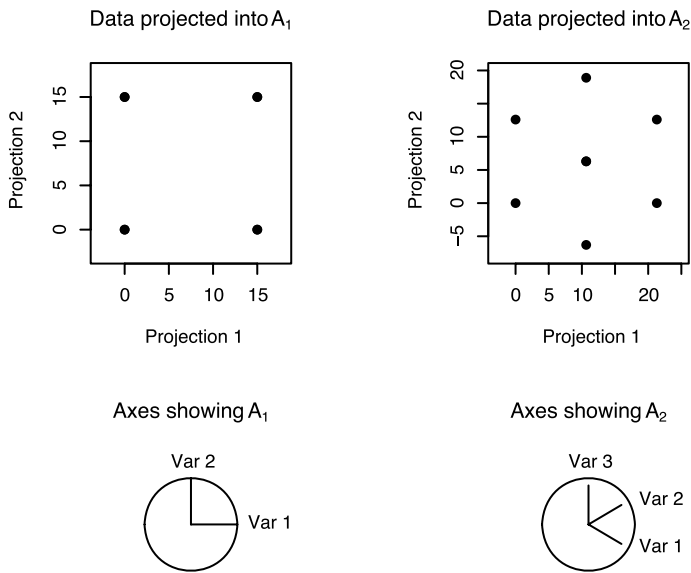 Data projected into A₁
15
10
5
0
Projection 2
0 5 10 15
Projection 1
Data projected into A₂
20
10
5
0
−5
Projection 2
0 5 10 20
Projection 1
Axes showing A₁
Var 2
Var 1
Axes showing A₂
Var 3
Var 2
Var 1